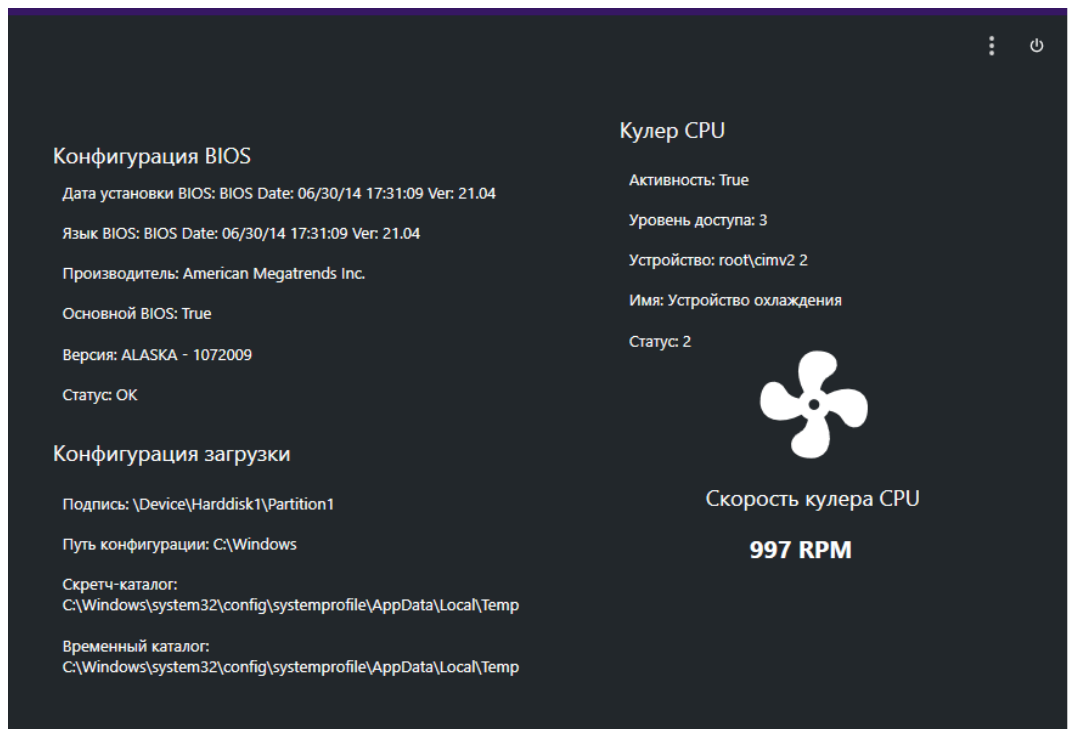 Конфигурация BIOS
Дата установки BIOS: BIOS Date: 06/30/14 17:31:09 Ver: 21.04
Язык BIOS: BIOS Date: 06/30/14 17:31:09 Ver: 21.04
Производитель: American Megatrends Inc.
Основной BIOS: True
Версия: ALASKA - 1072009
Статус: OK
Конфигурация загрузки
Подпись: \Device\Harddisk1\Partition1
Путь конфигурации: C:\Windows
Скретч-каталог:
C:\Windows\system32\config\systemprofile\AppData\Local\Temp
Временный каталог:
C:\Windows\system32\config\systemprofile\AppData\Local\Temp
Кулер CPU
Активность: True
Уровень доступа: 3
Устройство: root\cimv2 2
Имя: Устройство охлаждения
Статус: 2
Скорость кулера CPU
997 RPM